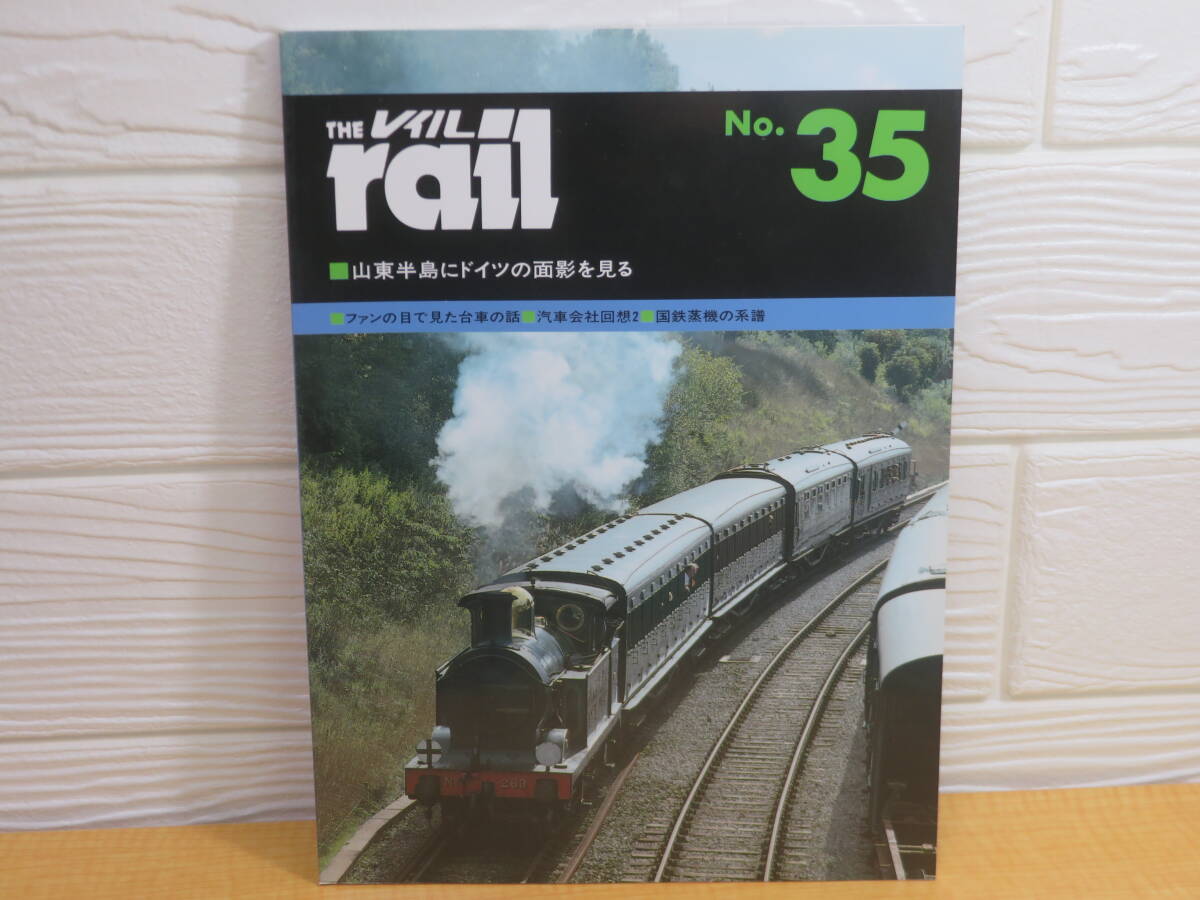 THE レイル
rail
No. 35
■山東半島にドイツの面影を見る
■ファンの目で見た台車の話■汽車会社回想2■国鉄蒸機の系譜
No 263